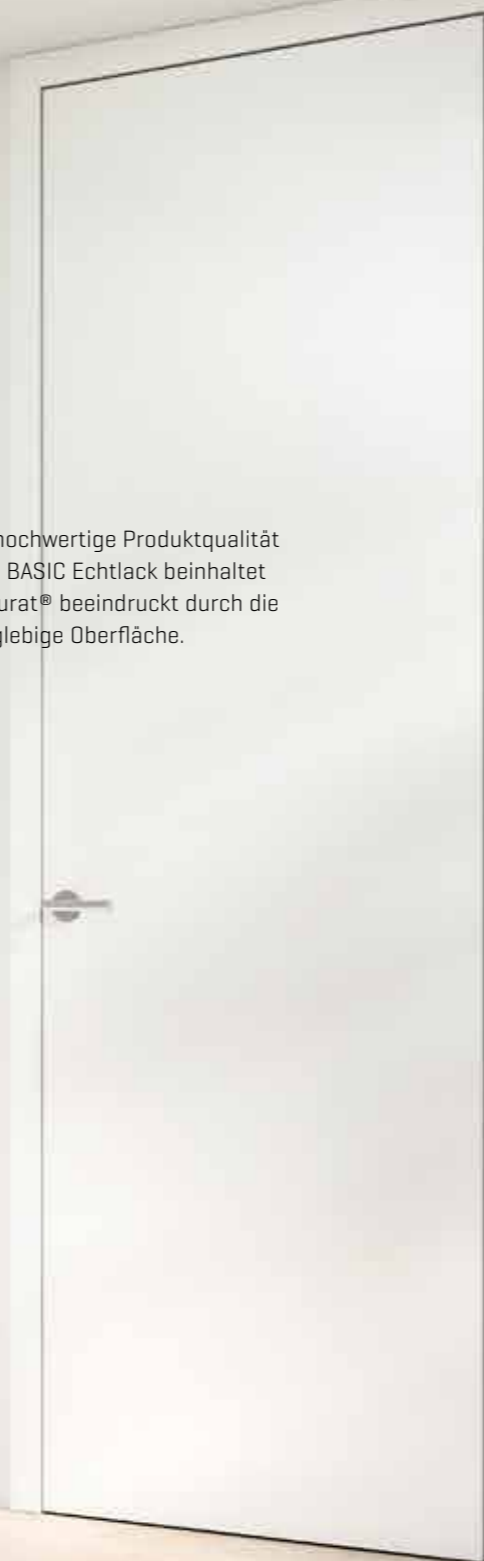 hochwertige Produktqualität
BASIC Echtlack beinhaltet
urat® beeindruckt durch die
glebige Oberfläche.